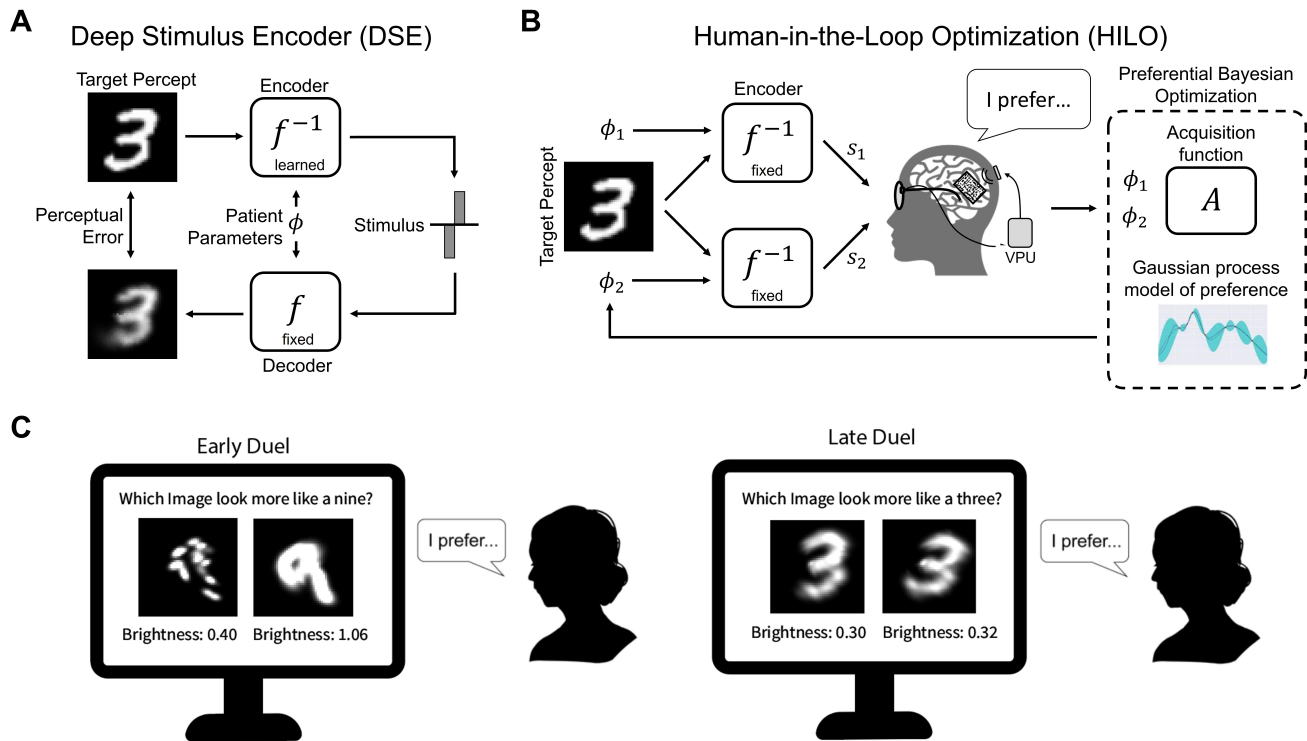 A
Deep Stimulus Encoder (DSE)
Target Percept
Encoder
f⁻¹
learned
Perceptual
Error
Patient
Parameters
ϕ
Stimulus
f
fixed
Decoder
B
Human-in-the-Loop Optimization (HILO)
Target Percept
Encoder
ϕ₁
f⁻¹
fixed
s₁
ϕ₂
f⁻¹
fixed
s₂
I prefer...
VPU
Preferential Bayesian
Optimization
Acquisition
function
ϕ₁
ϕ₂
A
Gaussian process
model of preference
C
Early Duel
Which Image look more like a nine?
Brightness: 0.40 Brightness: 1.06
I prefer...
Late Duel
Which Image look more like a three?
Brightness: 0.30 Brightness: 0.32
I prefer...